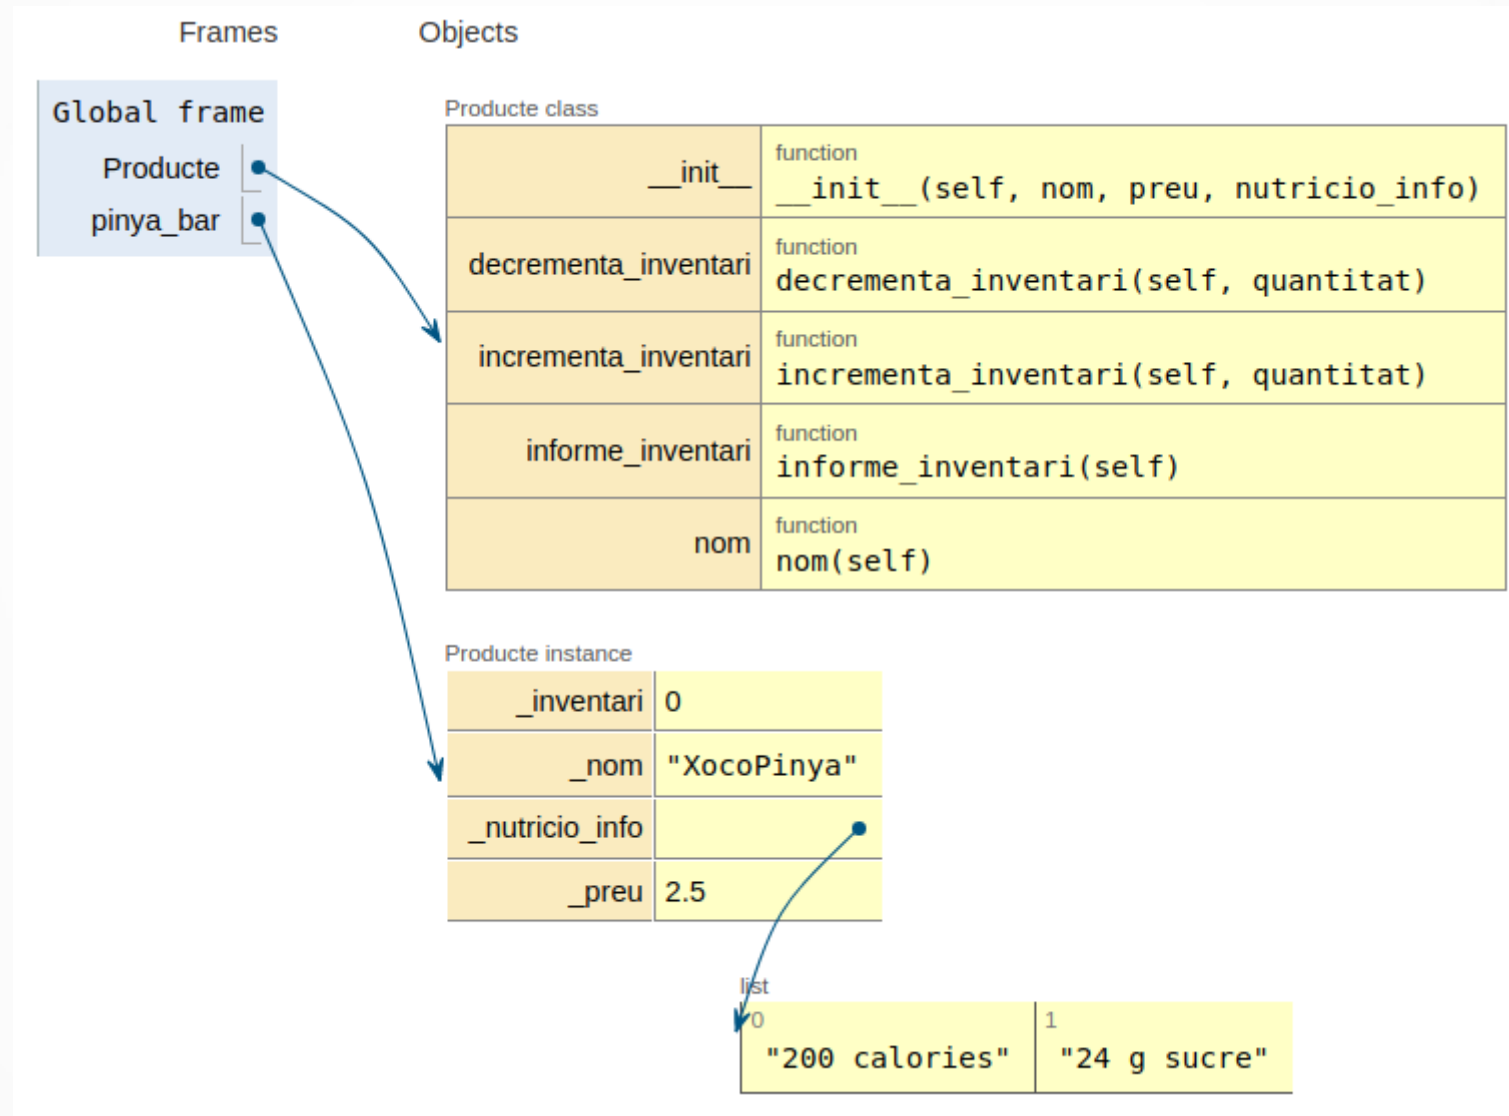 Frames Objects
Global frame
Producte
pinya_bar
Producte class
__init__
function
__init__(self, nom, preu, nutricio_info)
decrementa_inventari
function
decrementa_inventari(self, quantitat)
incrementa_inventari
function
incrementa_inventari(self, quantitat)
informe_inventari
function
informe_inventari(self)
nom
function
nom(self)
Producte instance
_inventari 0
_nom "XocoPinya"
_nutricio_info
_preu 2.5
list
0 1
"200 calories" "24 g sucre"